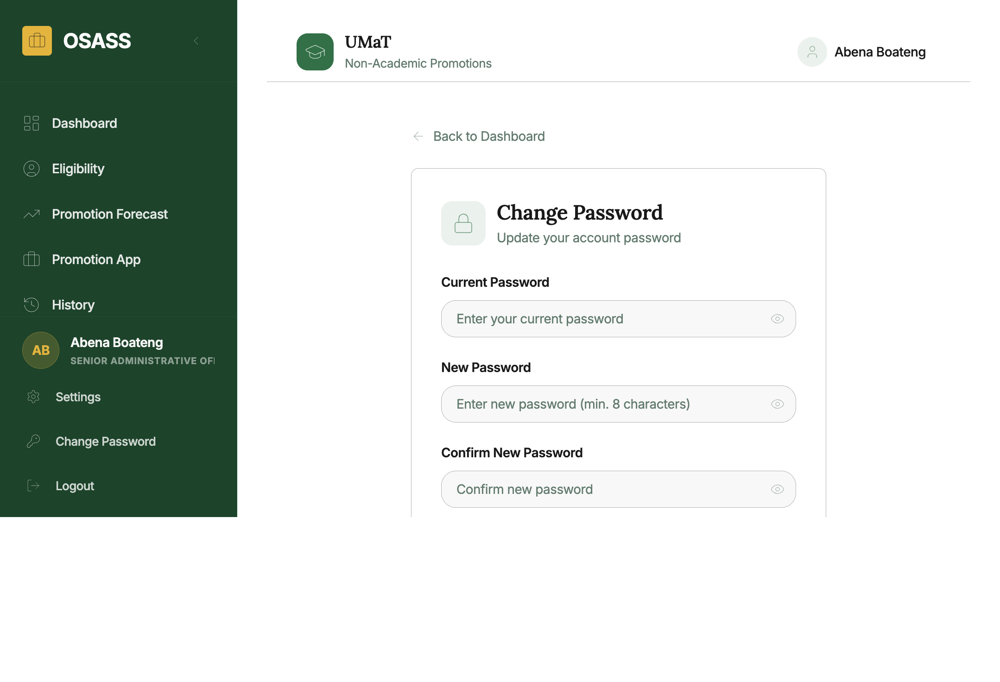 OSASS
Dashboard
Eligibility
Promotion Forecast
Promotion App
History
AB
Abena Boateng
SENIOR ADMINISTRATIVE OF
Settings
Change Password
Logout
UMaT
Non-Academic Promotions
Abena Boateng
Back to Dashboard
Change Password
Update your account password
Current Password
Enter your current password
New Password
Enter new password (min. 8 characters)
Confirm New Password
Confirm new password